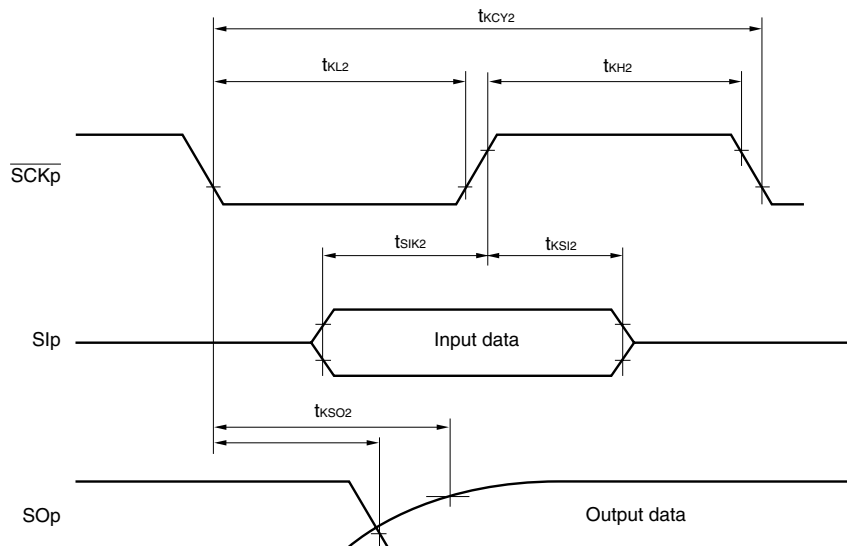 tKCY2
tKL2
tKH2
SCKp
tSIK2
tKSI2
SIp
Input data
tKSO2
SOp
Output data